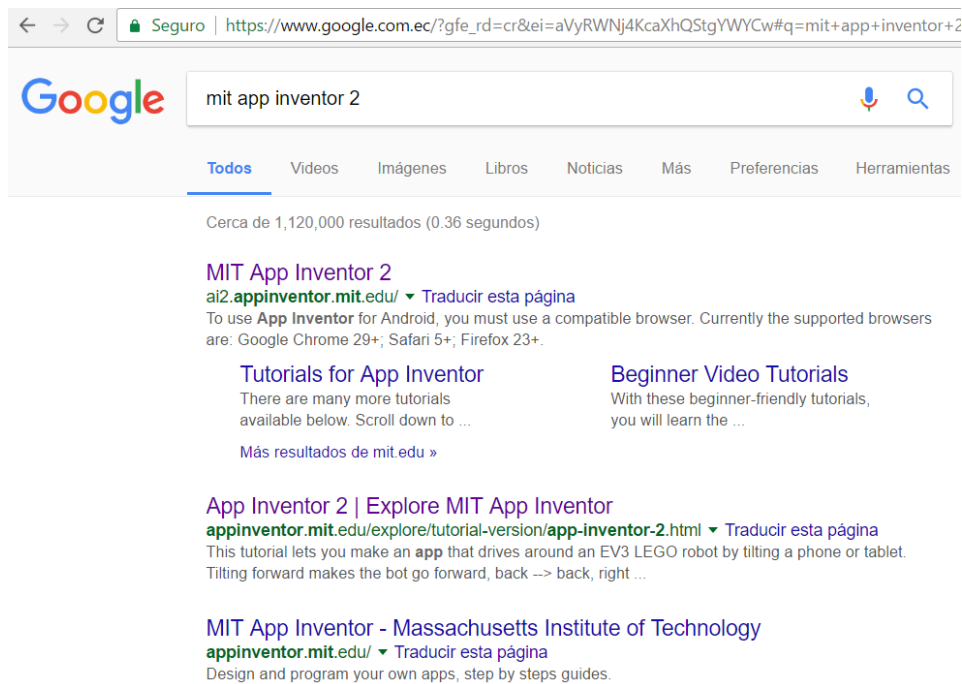 Seguro | https://www.google.com.ec/?gfe_rd=cr&ei=aVyRWNj4KcaXhQStgYWYCw#q=mit+app+inventor+2
Google mit app inventor 2
Todos Videos Imágenes Libros Noticias Más Preferencias Herramientas
Cerca de 1,120,000 resultados (0.36 segundos)
MIT App Inventor 2
ai2.appinventor.mit.edu/ ▾ Traducir esta página
To use App Inventor for Android, you must use a compatible browser. Currently the supported browsers
are: Google Chrome 29+; Safari 5+; Firefox 23+.
Tutorials for App Inventor
There are many more tutorials
available below. Scroll down to ...
Beginner Video Tutorials
With these beginner-friendly tutorials,
you will learn the ...
Más resultados de mit.edu »
App Inventor 2 | Explore MIT App Inventor
appinventor.mit.edu/explore/tutorial-version/app-inventor-2.html ▾ Traducir esta página
This tutorial lets you make an app that drives around an EV3 LEGO robot by tilting a phone or tablet.
Tilting forward makes the bot go forward, back --> back, right ...
MIT App Inventor - Massachusetts Institute of Technology
appinventor.mit.edu/ ▾ Traducir esta página
Design and program your own apps, step by steps guides.